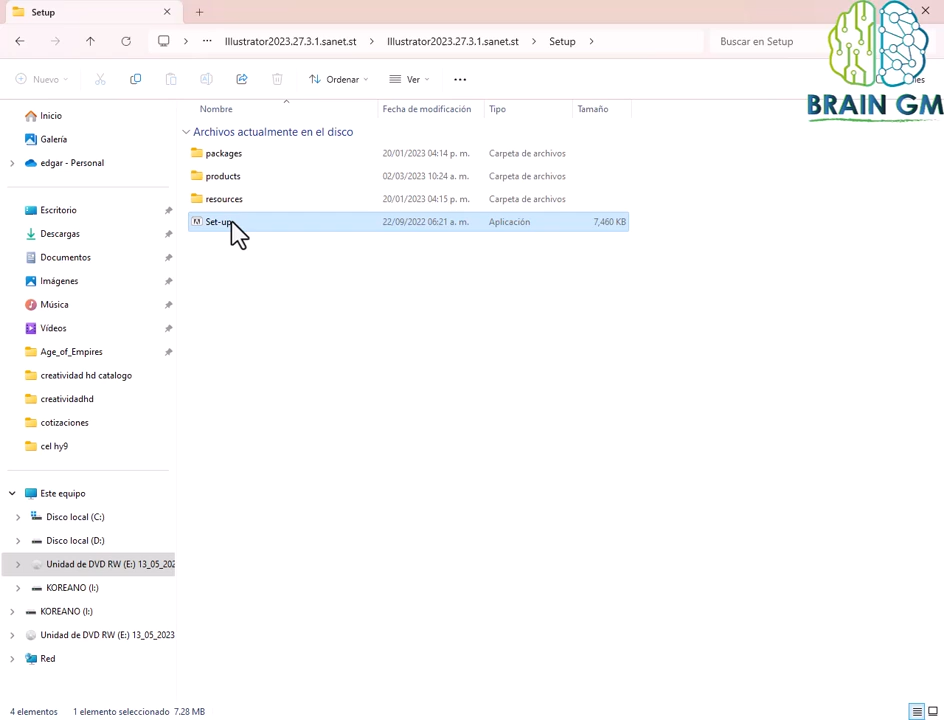 Setup
Illustrator2023.27.3.1.sanet.st
Illustrator2023.27.3.1.sanet.st
Setup
Buscar en Setup
Nuevo
Ordenar
Ver
BRAIN GM
Nombre
Fecha de modificación
Tipo
Tamaño
Archivos actualmente en el disco
packages
20/01/2023 04:14 p. m.
Carpeta de archivos
products
02/03/2023 10:24 a. m.
Carpeta de archivos
resources
20/01/2023 04:15 p. m.
Carpeta de archivos
Set-up
22/09/2022 06:21 a. m.
Aplicación
7,460 KB
Inicio
Galería
edgar - Personal
Escritorio
Descargas
Documentos
Imágenes
Música
Vídeos
Age_of_Empires
creatividad hd catalogo
creatividadhd
cotizaciones
cel hy9
Este equipo
Disco local (C:)
Disco local (D:)
Unidad de DVD RW (E:) 13_05_202
KOREANO (I:)
KOREANO (I:)
Unidad de DVD RW (E:) 13_05_2023
Red
4 elementos
1 elemento seleccionado 7.28 MB